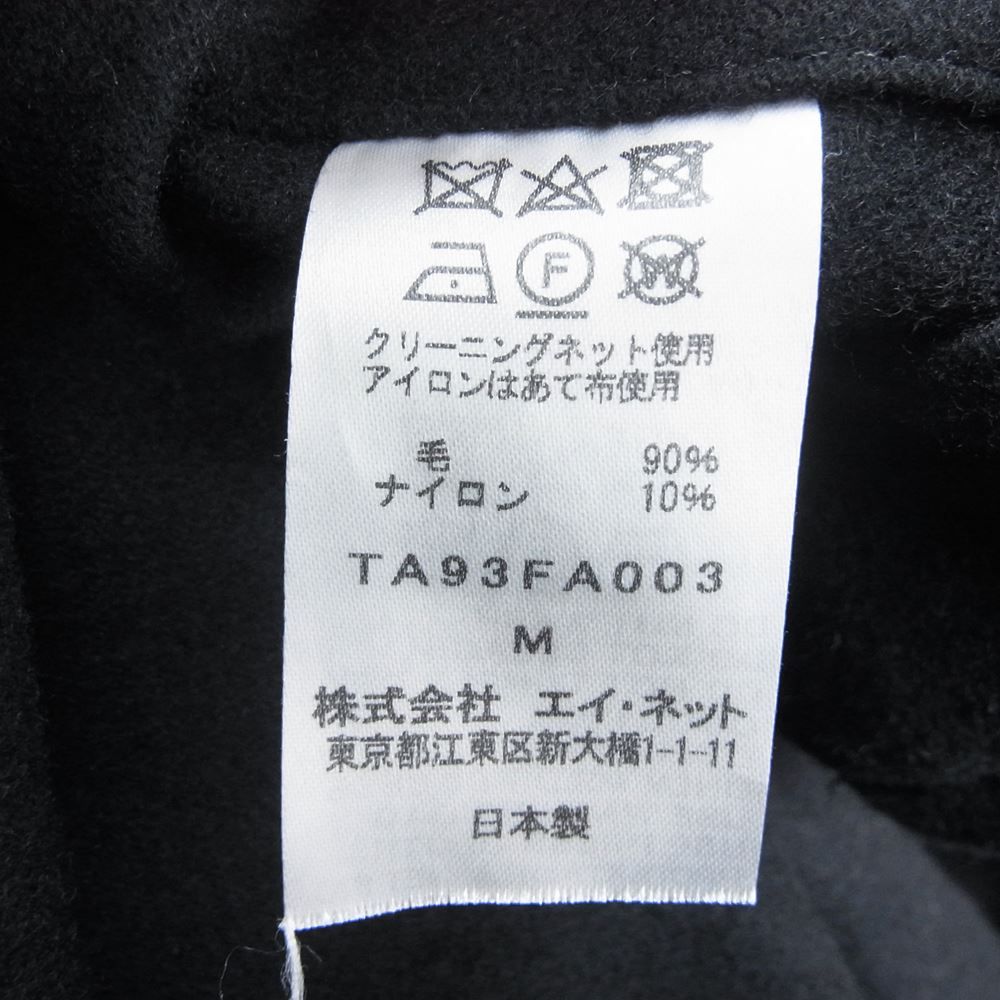 F W
クリーニングネット使用
アイロンはあて布使用
毛 90%
ナイロン 10%
TA93FA003
M
株式会社 エイ・ネット
東京都江東区新大橋1-1-11
日本製